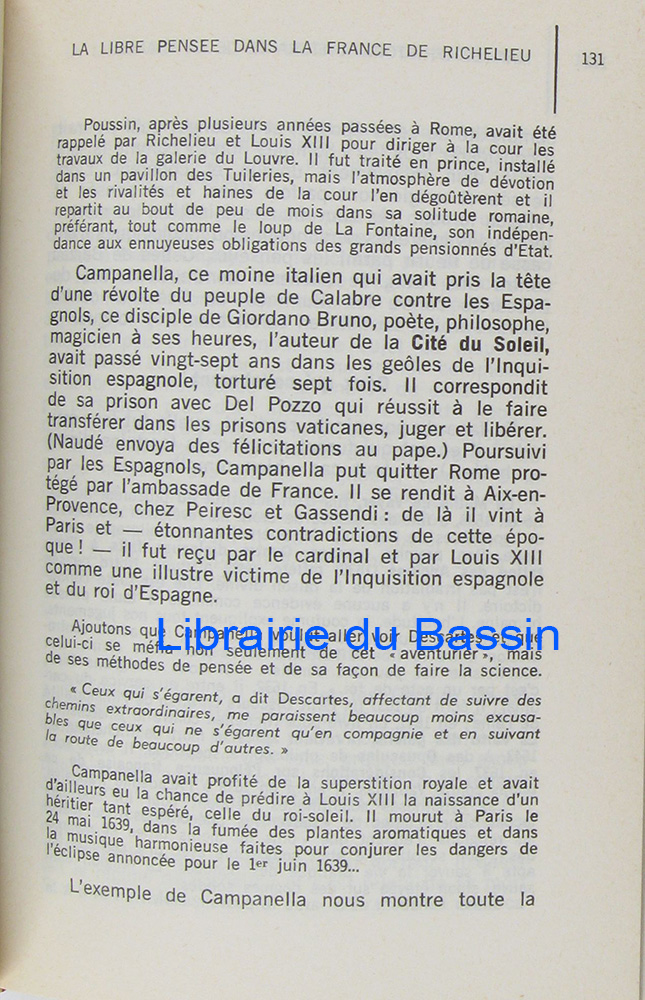 LA LIBRE PENSEE DANS LA FRANCE DE RICHELIEU 131
Poussin, après plusieurs années passées à Rome, avait été
rappelé par Richelieu et Louis XIII pour diriger à la cour les
travaux de la galerie du Louvre. Il fut traité en prince, installé
dans un pavillon des Tuileries, mais l'atmosphère de dévotion
et les rivalités et haines de la cour l'en dégoûtèrent et il
repartit au bout de peu de mois dans sa solitude romaine,
préférant, tout comme le loup de La Fontaine, son indépen-
dance aux ennuyeuses obligations des grands pensionnés d'Etat.
Campanella, ce moine italien qui avait pris la tête
d'une révolte du peuple de Calabre contre les Espa-
gnols, ce disciple de Giordano Bruno, poète, philosophe,
magicien à ses heures, l'auteur de la Cité du Soleil,
avait passé vingt-sept ans dans les geôles de l'Inqui-
sition espagnole, torturé sept fois. Il correspondit
de sa prison avec Del Pozzo qui réussit à le faire
transférer dans les prisons vaticanes, juger et libérer.
(Naudé envoya des félicitations au pape.) Poursuivi
par les Espagnols, Campanella put quitter Rome pro-
tégé par l'ambassade de France. Il se rendit à Aix-en-
Provence, chez Peiresc et Gassendi : de là il vint à
Paris et — étonnantes contradictions de cette épo-
que ! — il fut reçu par le cardinal et par Louis XIII
comme une illustre victime de l'Inquisition espagnole
et du roi d'Espagne.
Ajoutons que Campanella voulut aller voir Descartes et que
Librairie du Bassin
celui-ci se méfia non seulement de cet « aventurier », mais
de ses méthodes de pensée et de sa façon de faire la science.
« Ceux qui s'égarent, a dit Descartes, affectant de suivre des
chemins extraordinaires, me paraissent beaucoup moins excusa-
bles que ceux qui ne s'égarent qu'en compagnie et en suivant
la route de beaucoup d'autres. »
Campanella avait profité de la superstition royale et avait
d'ailleurs eu la chance de prédire à Louis XIII la naissance d'un
héritier tant espéré, celle du roi-soleil. Il mourut à Paris le
24 mai 1639, dans la fumée des plantes aromatiques et dans
la musique harmonieuse faites pour conjurer les dangers de
l'éclipse annoncée pour le 1er juin 1639...
L'exemple de Campanella nous montre toute la